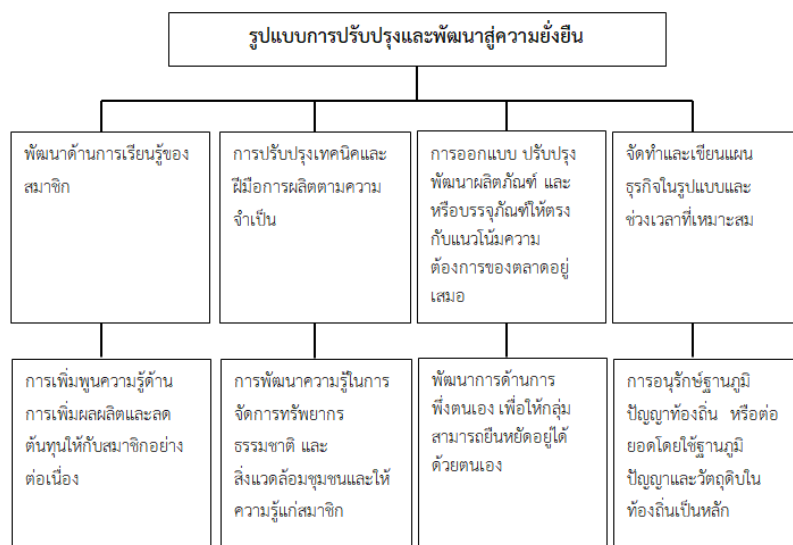 รูปแบบการปรับปรุงและพัฒนาสู่ความยั่งยืน
พัฒนาด้านการเรียนรู้ของ
สมาชิก
การปรับปรุงเทคนิคและ
ฝีมือการผลิตตามความ
จำเป็น
การออกแบบ ปรับปรุง
พัฒนาผลิตภัณฑ์ และ
หรือบรรจุภัณฑ์ให้ตรง
กับแนวโน้มความ
ต้องการของตลาดอยู่
เสมอ
จัดทำและเขียนแผน
ธุรกิจในรูปแบบและ
ช่วงเวลาที่เหมาะสม
การเพิ่มพูนความรู้ด้าน
การเพิ่มผลผลิตและลด
ต้นทุนให้กับสมาชิกอย่าง
ต่อเนื่อง
การพัฒนาความรู้ในการ
จัดการทรัพยากร
ธรรมชาติ และ
สิ่งแวดล้อมชุมชนและให้
ความรู้แก่สมาชิก
พัฒนาการด้านการ
พึ่งตนเอง เพื่อให้กลุ่ม
สามารถยืนหยัดอยู่ได้
ด้วยตนเอง
การอนุรักษ์ฐานภูมิ
ปัญญาท้องถิ่น หรือต่อ
ยอดโดยใช้ฐานภูมิ
ปัญญาและวัตถุดิบใน
ท้องถิ่นเป็นหลัก